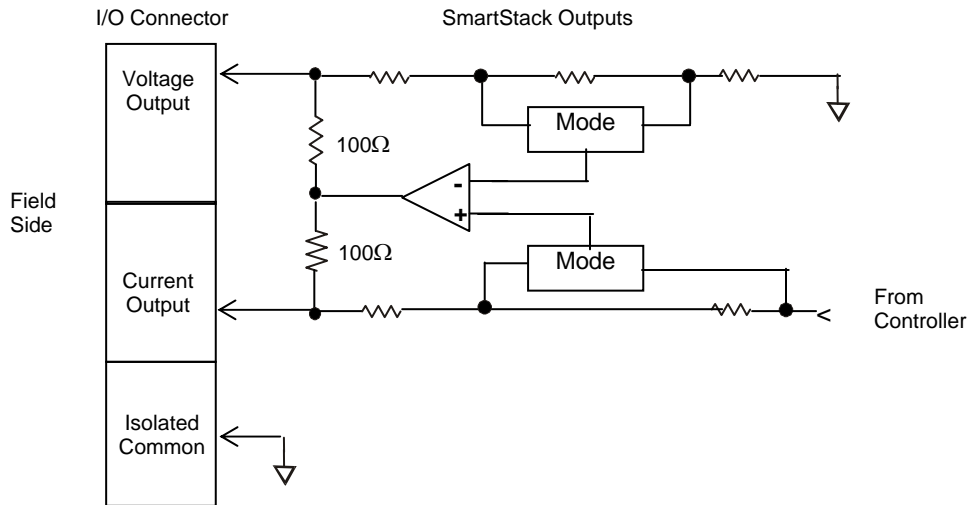 I/O Connector
SmartStack Outputs
Voltage
Output
Mode
100Ω
-
+
Field
Side
100Ω
Mode
Current
Output
From
Controller
Isolated
Common